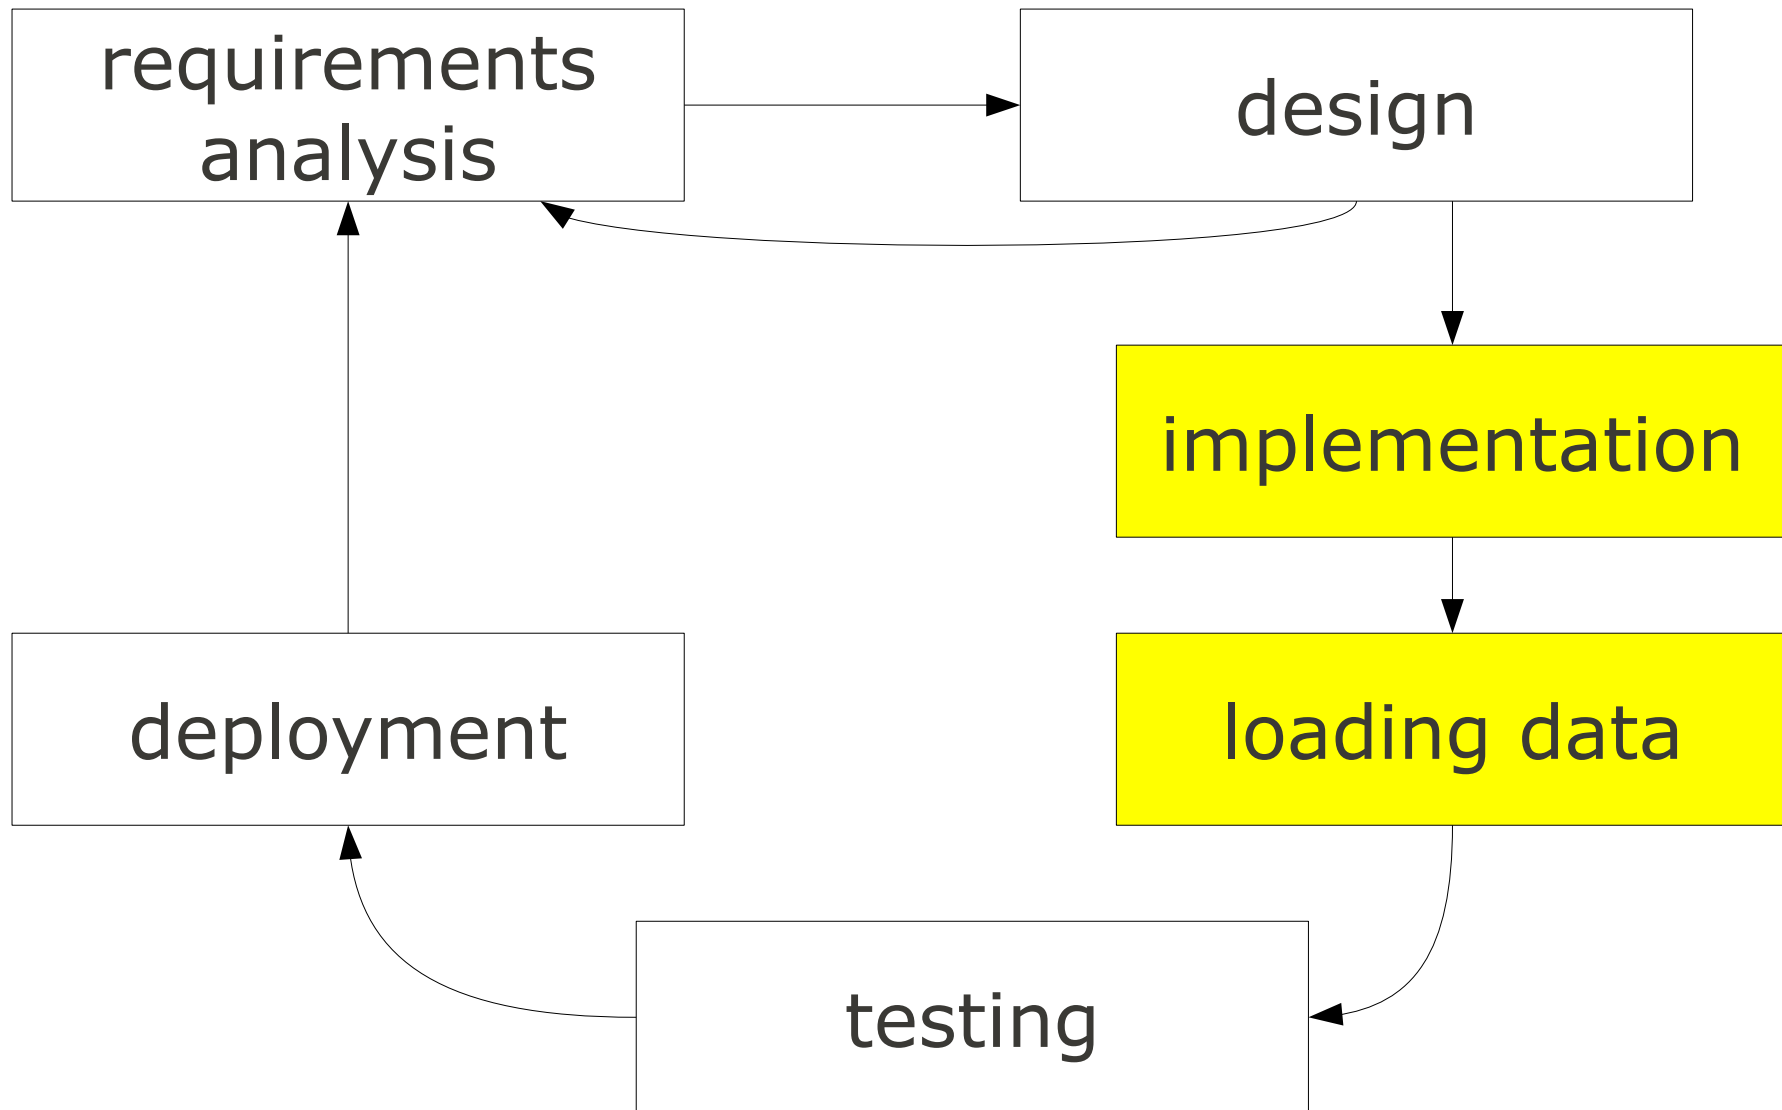 requirements
analysis
design
implementation
deployment
loading data
testing